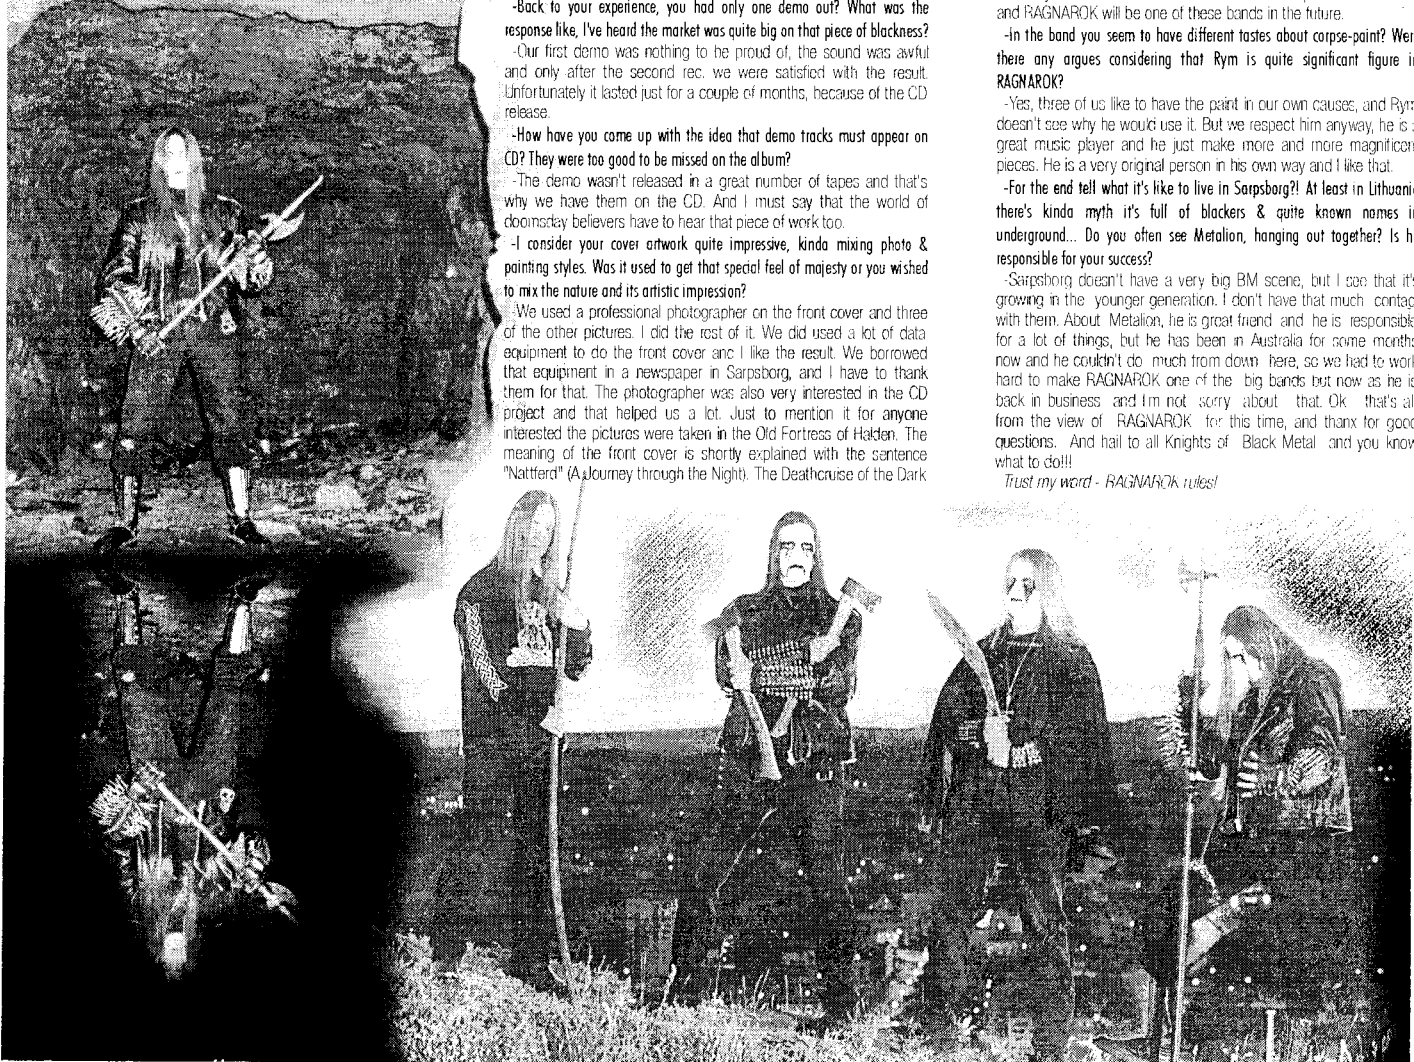 -Back to your experience, you had only one demo out? What was the
response like, I've heard the market was quite big on that piece of blackness?
-Our first demo was nothing to be proud of, the sound was awful
and only after the second rec. we were satisfied with the result.
Unfortunately it lasted just for a couple of months, because of the CD
release.
-How have you come up with the idea that demo tracks must appear on
CD? They were too good to be missed on the album?
-The demo wasn't released in a great number of tapes and that's
why we have them on the CD. And I must say that the world of
doomsday believers have to hear that piece of work too.
-I consider your cover artwork quite impressive, kinda mixing photo &
painting styles. Was it used to get that special feel of majesty or you wished
to mix the nature and its artistic impression?
-We used a professional photographer on the front cover and three
of the other pictures. I did the rest of it. We did used a lot of data
equipment to do the front cover and I like the result. We borrowed
that equipment in a newspaper in Sarpsborg, and I have to thank
them for that. The photographer was also very interested in the CD
project and that helped us a lot. Just to mention it for anyone
interested the pictures were taken in the Old Fortress of Halden. The
meaning of the front cover is shortly explained with the sentence
"Nattferd" (A Journey through the Night). The Deathcruise of the Dark
and RAGNAROK will be one of these bands in the future.
-In the band you seem to have different tastes about corpse-paint? Wer
there any argues considering that Rym is quite significant figure i
RAGNAROK?
-Yes, three of us like to have the paint in our own causes, and Rym
doesn't see why he would use it. But we respect him anyway, he is
great music player and he just make more and more magnificen
pieces. He is a very original person in his own way and I like that.
-For the end tell what it's like to live in Sarpsborg?! At least in Lithuani
there's kinda myth it's full of blackers & quite known names i
underground... Do you often see Metalion, hanging out together? Is h
responsible for your success?
-Sarpsborg doesn't have a very big BM scene, but I see that it's
growing in the younger generation. I don't have that much contac
with them. About Metalion, he is great friend and he is responsible
for a lot of things, but he has been in Australia for some months
now and he couldn't do much from down here, so we had to work
hard to make RAGNAROK one of the big bands but now as he is
back in business and I'm not sorry about that. Ok that's all
from the view of RAGNAROK for this time, and thanx for good
questions. And hail to all Knights of Black Metal and you know
what to do!!!
Trust my word - RAGNAROK rules!